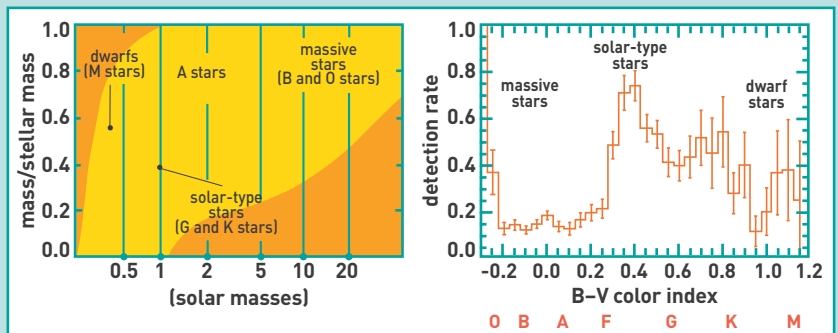 mass/stellar mass
1.0
0.8
0.6
0.4
0.2
0.0
dwarfs
(M stars)
A stars
massive
stars
(B and O stars)
solar-type
stars
(G and K stars)
0.5 1 2 5 10 20
(solar masses)
detection rate
1.0
0.8
0.6
0.4
0.2
0.0
massive
stars
solar-type
stars
dwarf
stars
-0.2 0.0 0.2 0.4 0.6 0.8 1.0 1.2
B–V color index
O B A F G K M